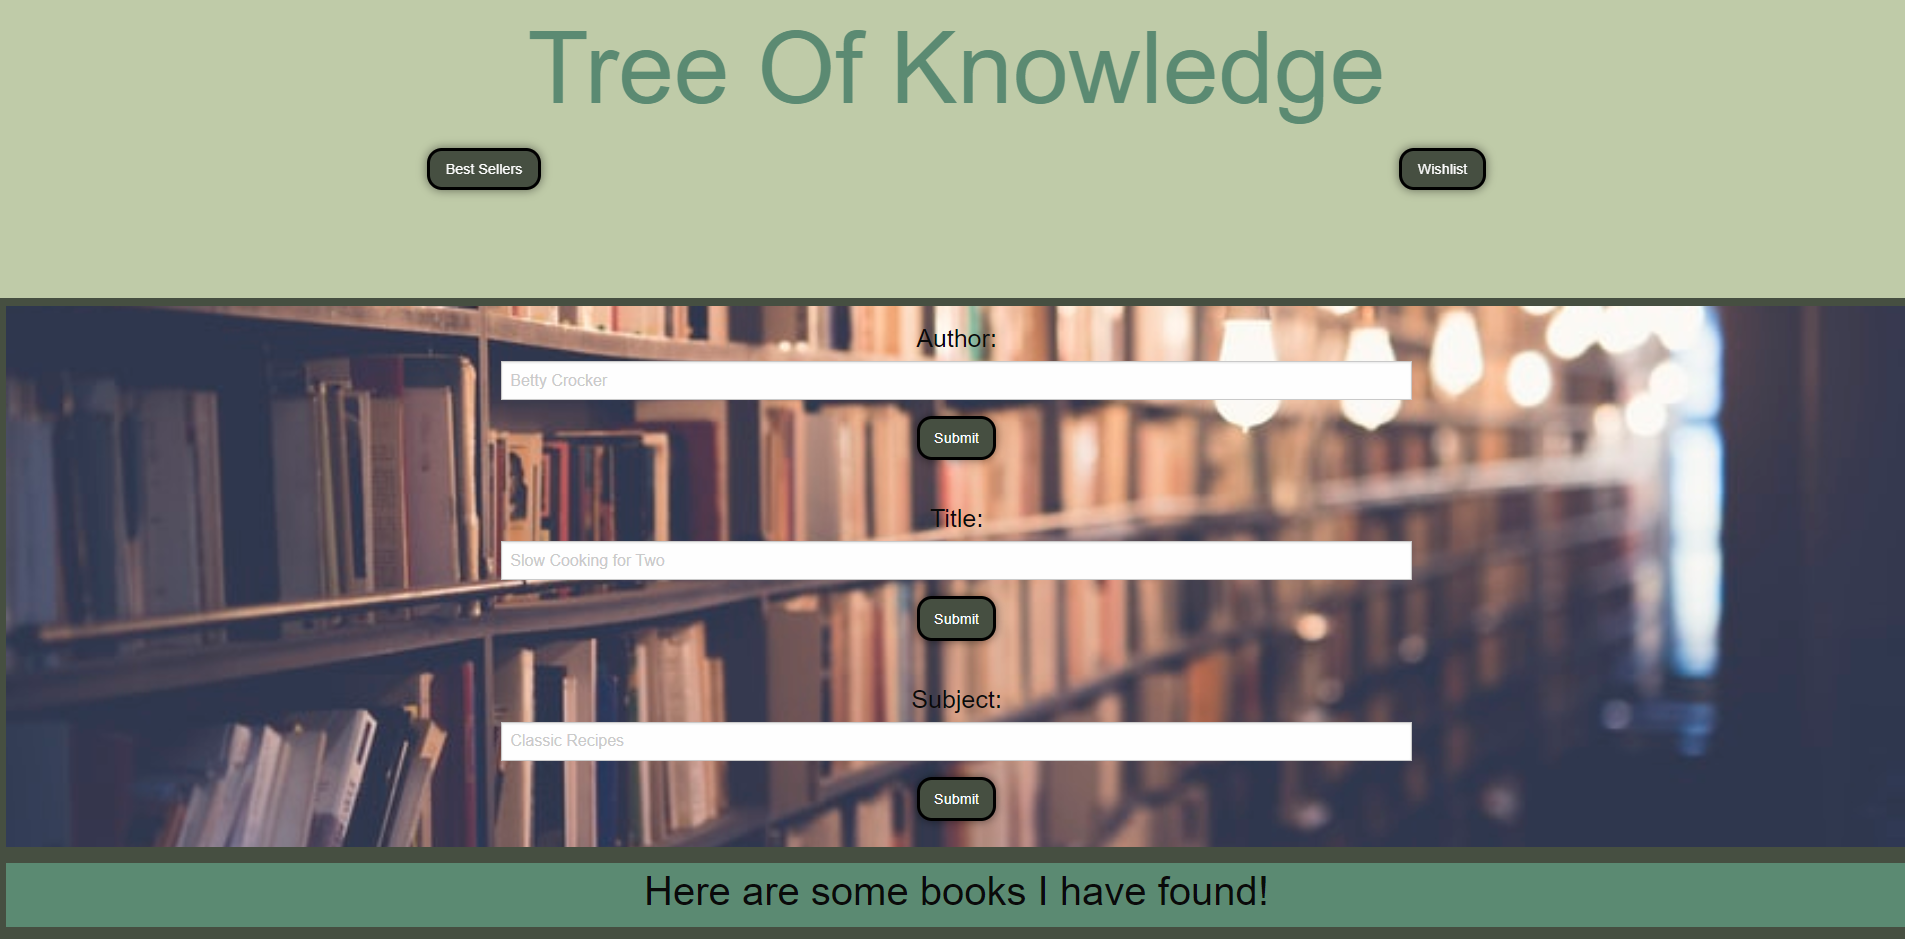 Tree Of Knowledge
Best Sellers
Wishlist
Author:
Betty Crocker
Submit
Title:
Slow Cooking for Two
Submit
Subject:
Classic Recipes
Submit
Here are some books I have found!